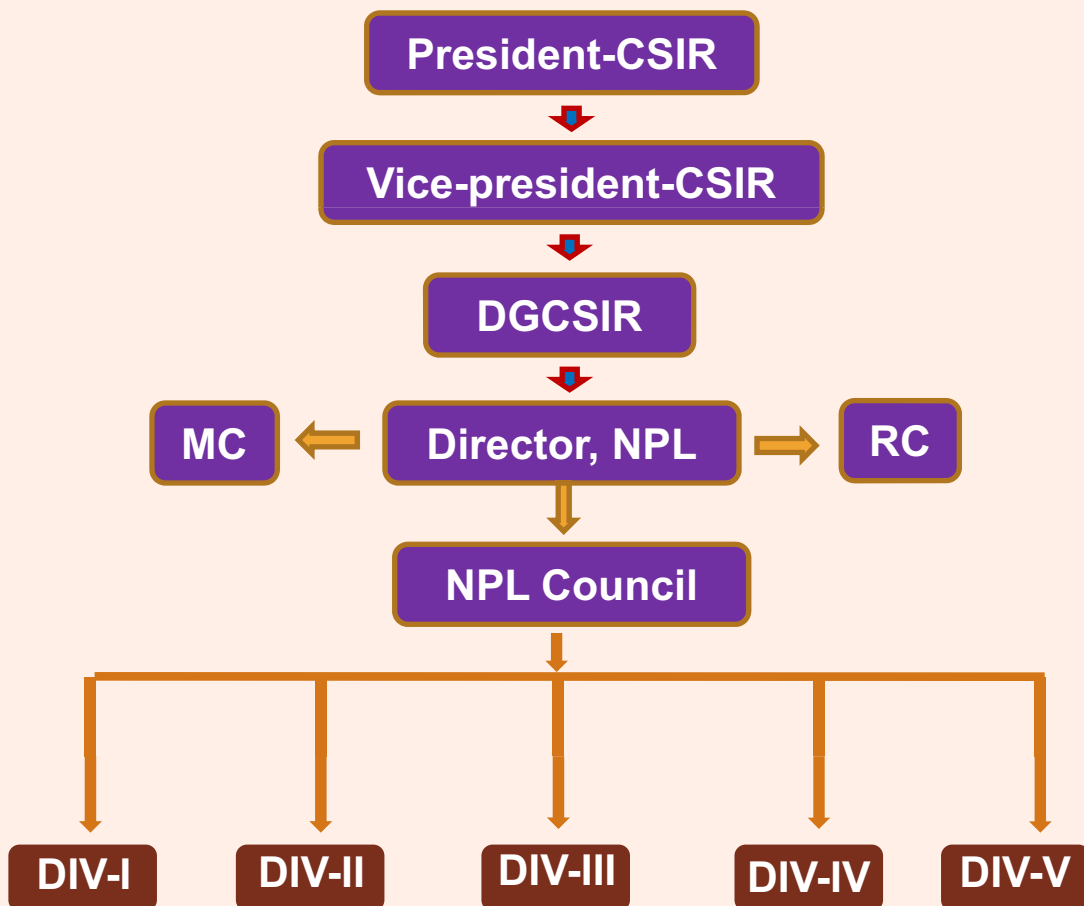 President-CSIR
Vice-president-CSIR
DGCSIR
MC
Director, NPL
RC
NPL Council
DIV-I
DIV-II
DIV-III
DIV-IV
DIV-V